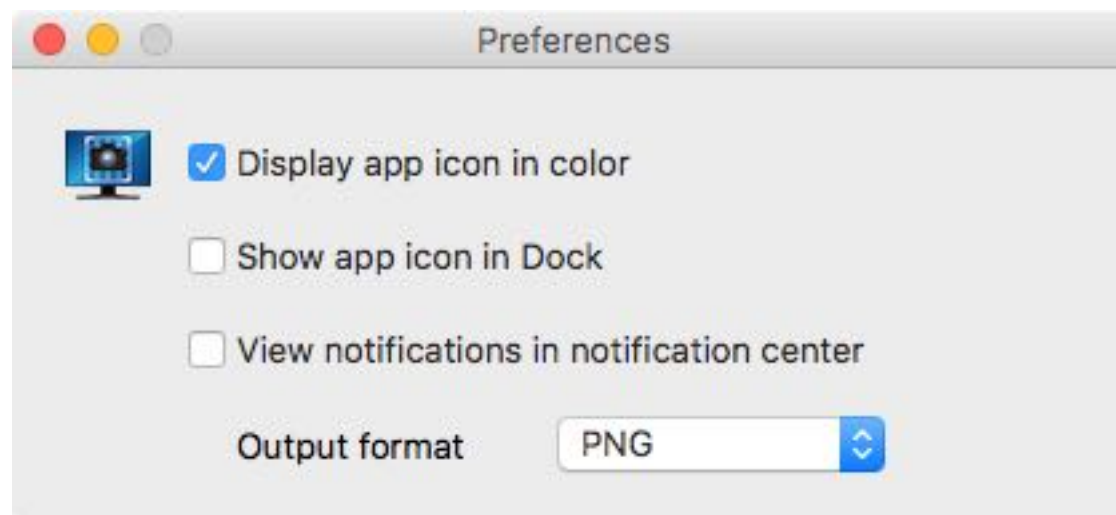 Preferences
Display app icon in color
Show app icon in Dock
View notifications in notification center
Output format PNG